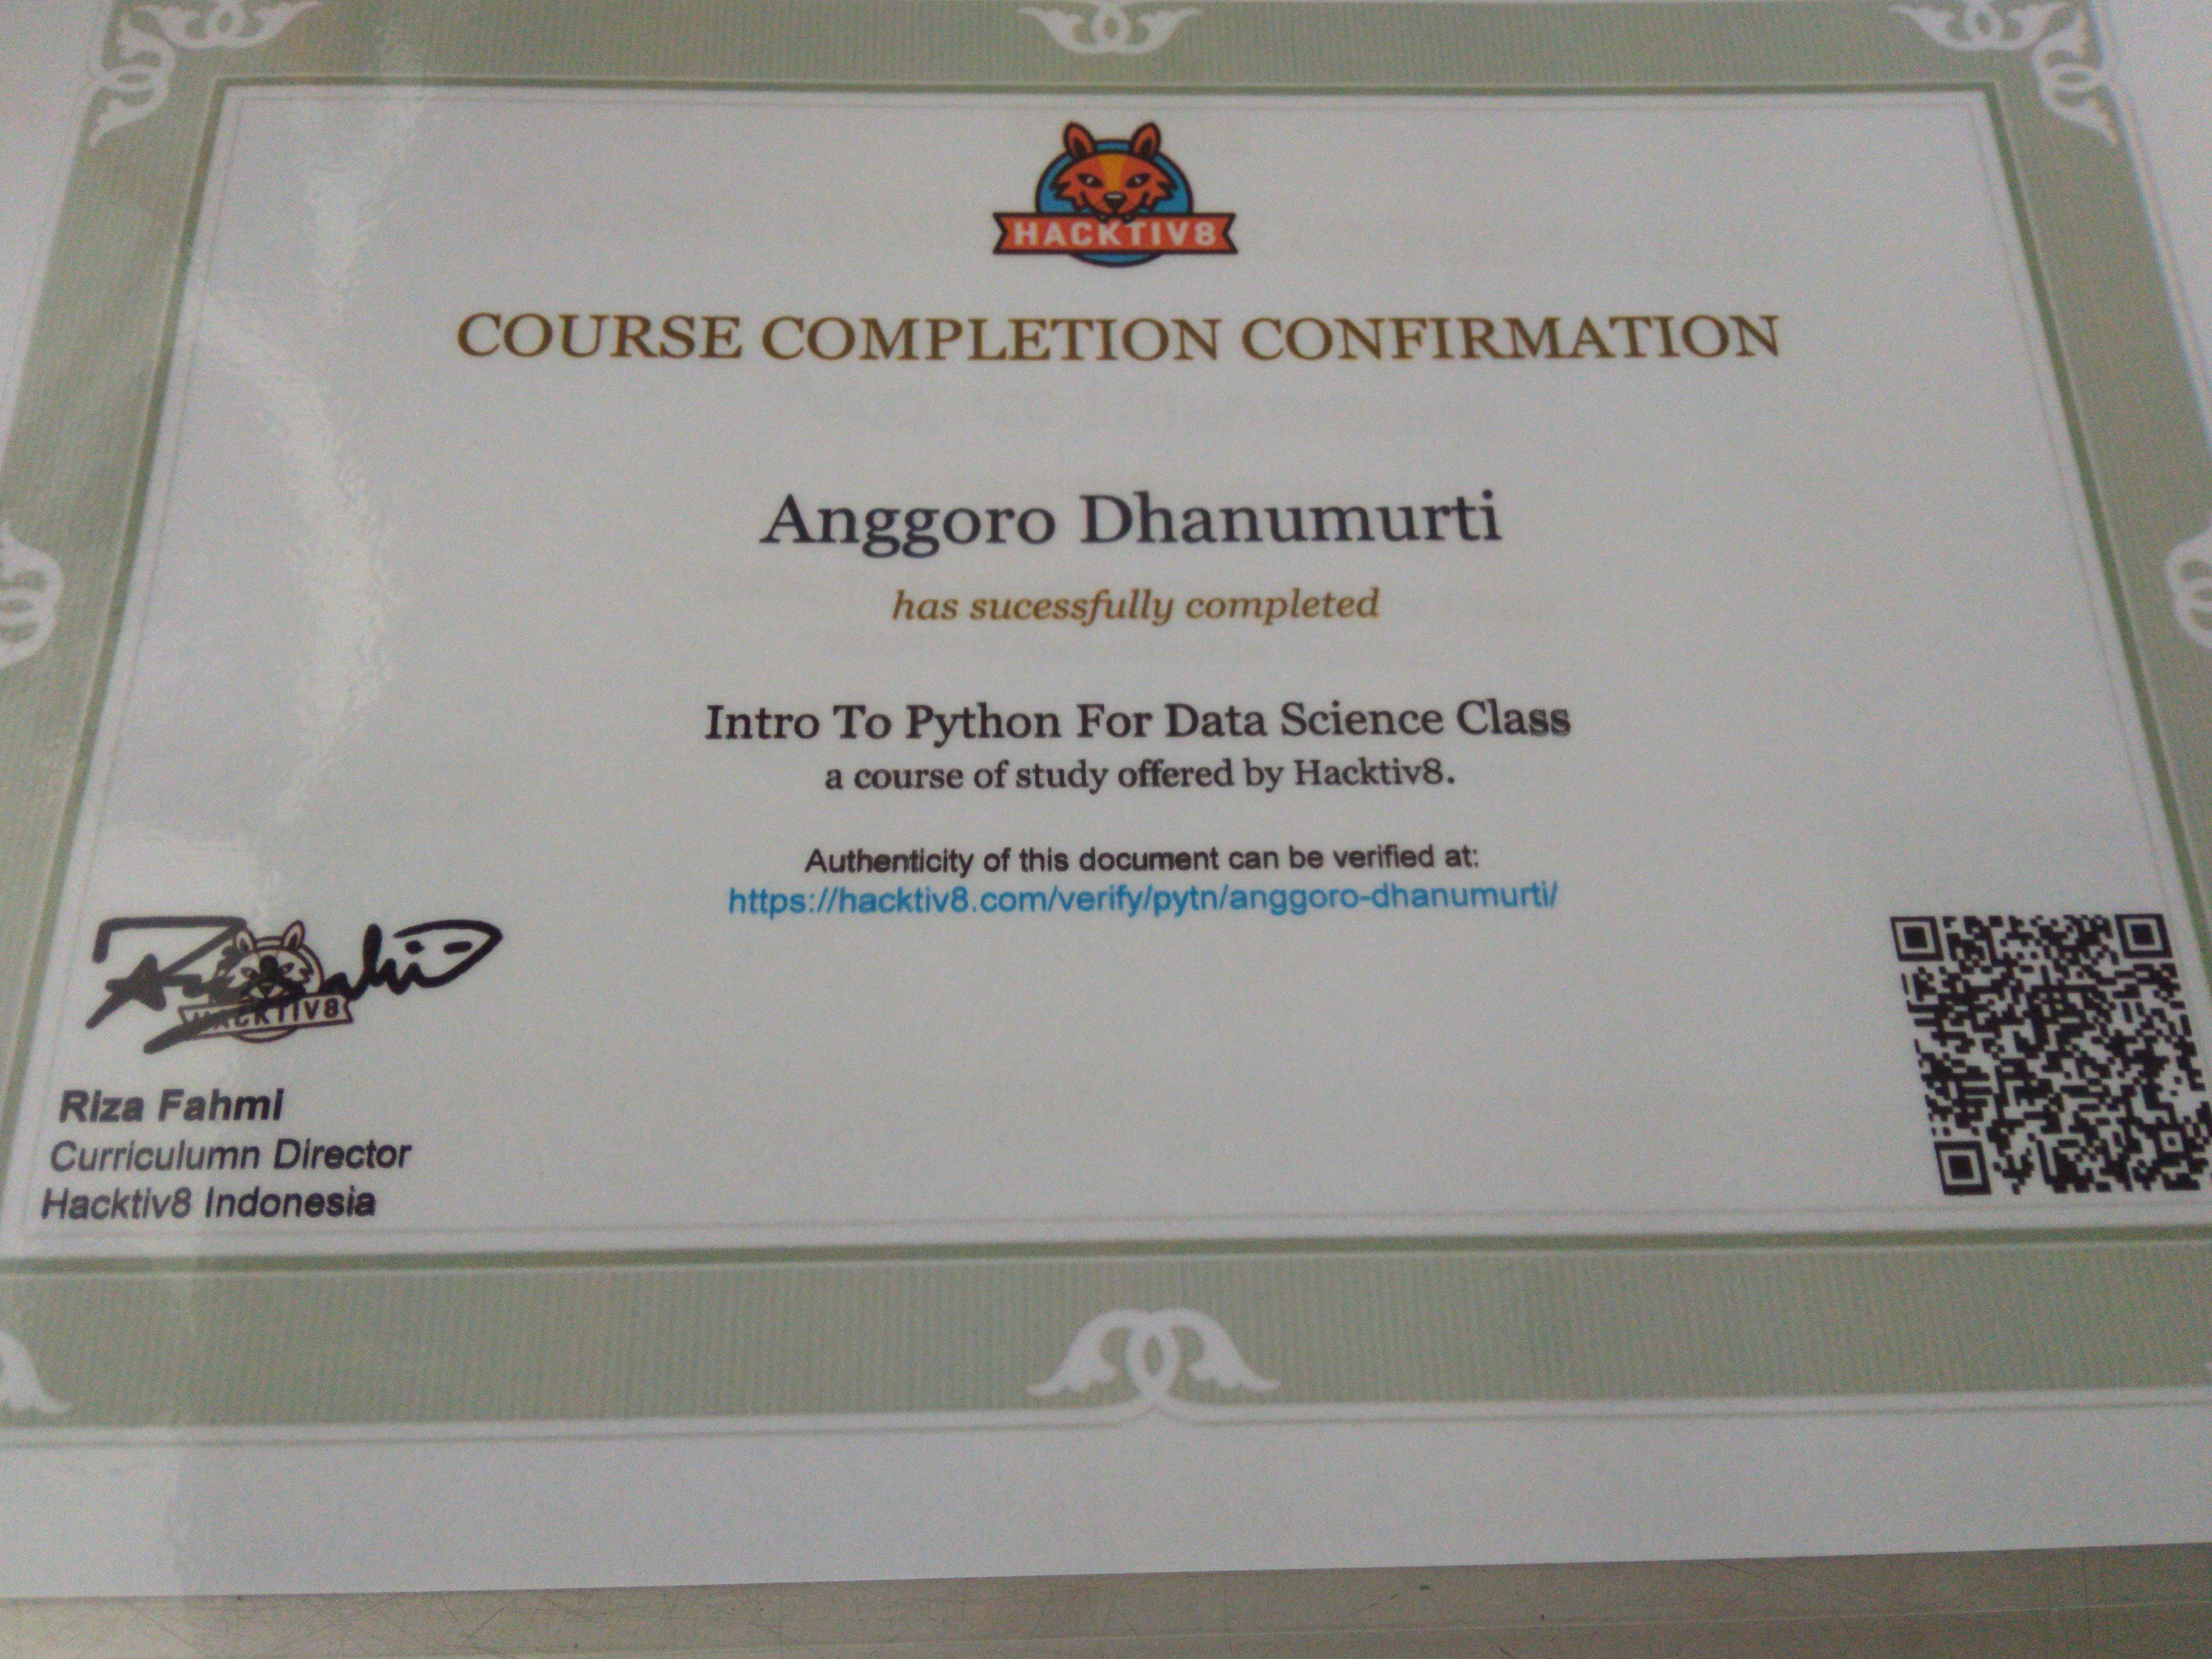 HACKTIV8
COURSE COMPLETION CONFIRMATION
Anggoro Dhanumurti
has sucessfully completed
Intro To Python For Data Science Class
a course of study offered by Hacktiv8.
Authenticity of this document can be verified at:
https://hacktiv8.com/verify/pytn/anggoro-dhanumurti/
HACKTIV8
Riza Fahmi
Curriculumn Director
Hacktiv8 Indonesia